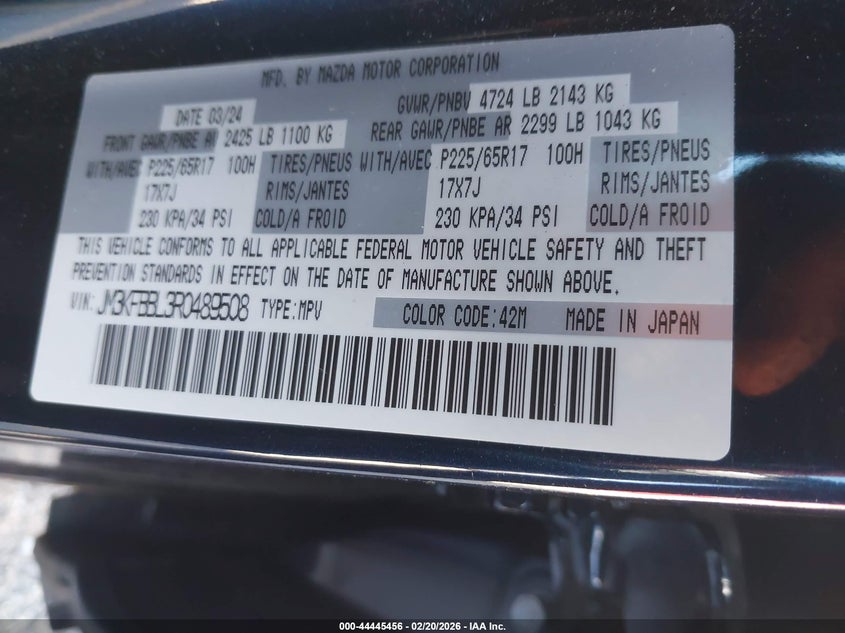 MFD. BY MAZDA MOTOR CORPORATION
DATE 03/24 GVWR/PNBV 4724 LB 2143 KG
FRONT GAWR/PNBE AR 2425 LB 1100 KG REAR GAWR/PNBE AR 2299 LB 1043 KG
WITH/AVEC P225/65R17 100H TIRES/PNEUS WITH/AVEC P225/65R17 100H TIRES/PNEUS
17X7J RIMS/JANTES 17X7J RIMS/JANTES
230 KPA/34 PSI COLD/A FROID 230 KPA/34 PSI COLD/A FROID
THIS VEHICLE CONFORMS TO ALL APPLICABLE FEDERAL MOTOR VEHICLE SAFETY AND THEFT
PREVENTION STANDARDS IN EFFECT ON THE DATE OF MANUFACTURE SHOWN ABOVE.
VIN: JM3KFBBL3R0489508 TYPE:MPV COLOR CODE:42M MADE IN JAPAN
000-44445456 | 02/20/2026 - IAA Inc.